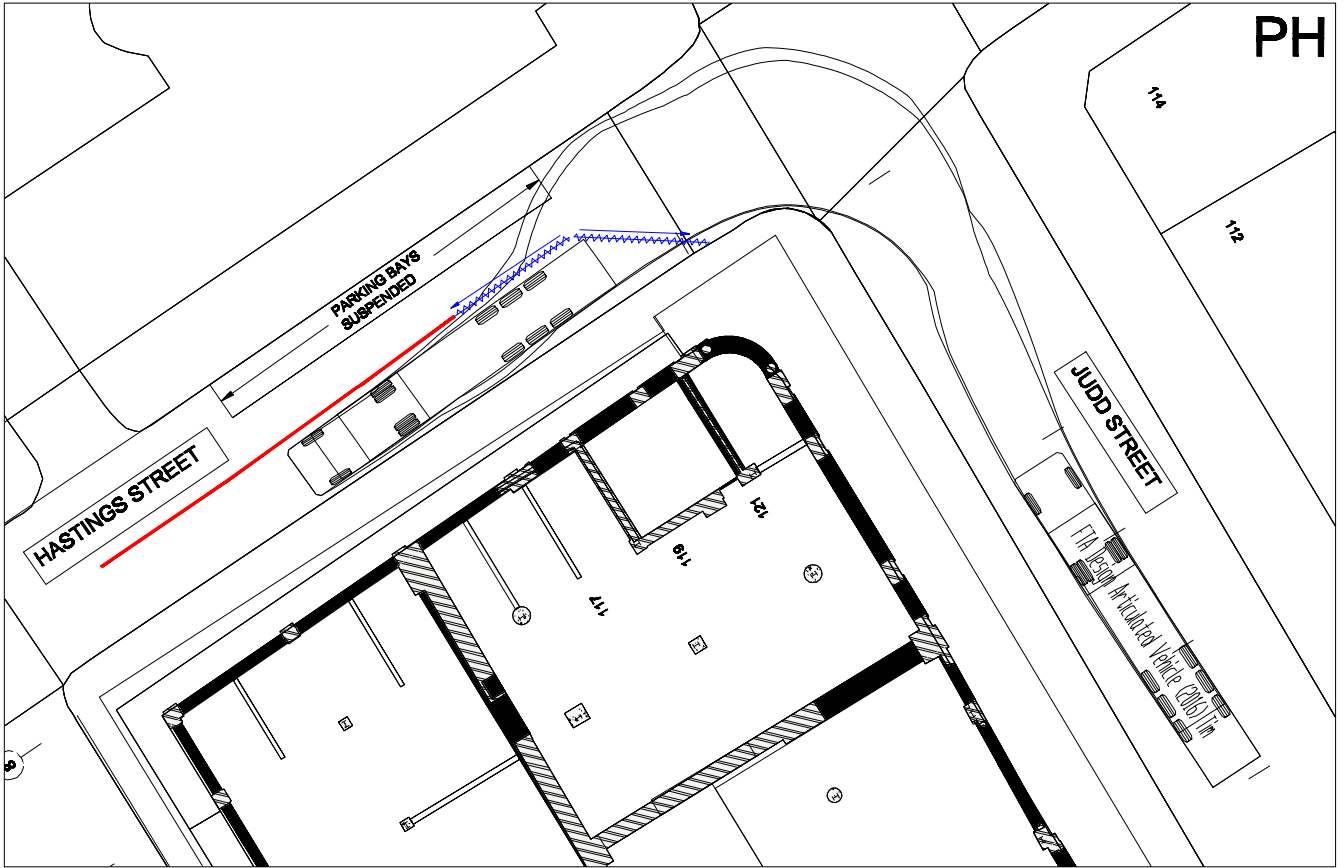 PH
114
112
PARKING BAYS
SUSPENDED
HASTINGS STREET
JUDD STREET
121
119
117
FTA Design Articulated Vehicle (2016)
8